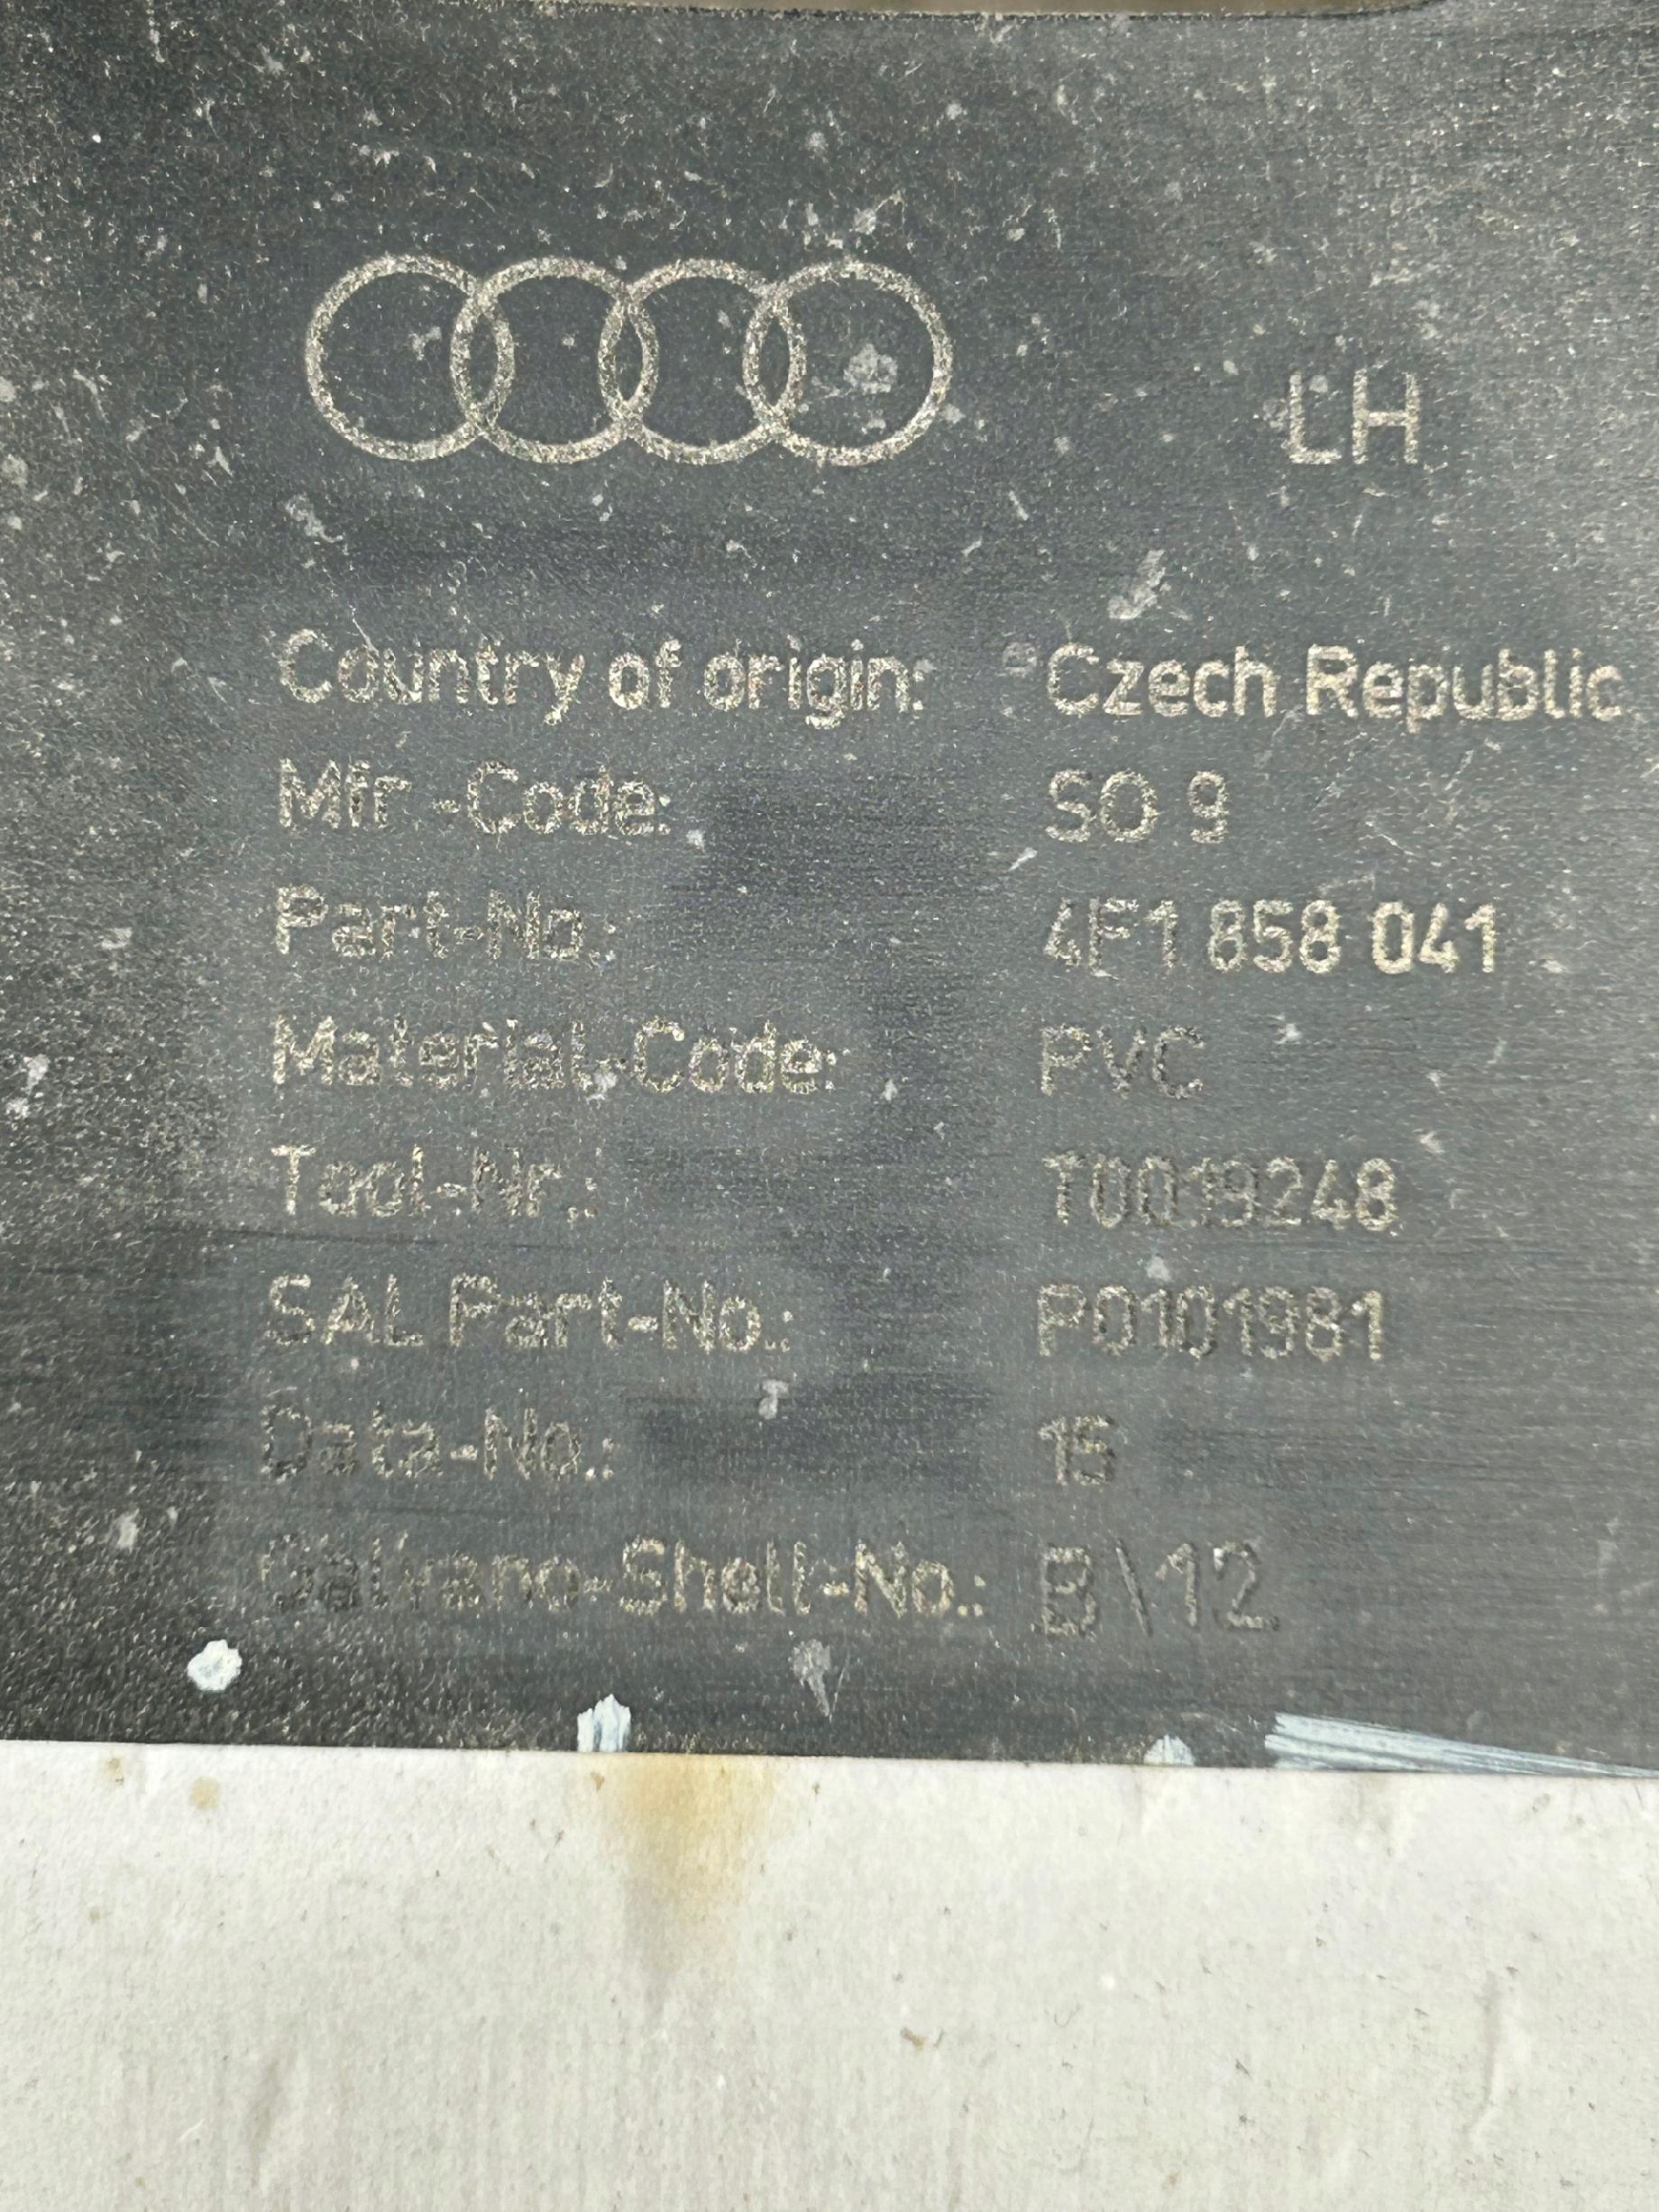 LH
Country of origin: Czech Republic
Mfr -Code: SO 9
Part-No.: 4F1 858 041
Material-Code: PVC
Tool-Nr.: T0019248
SAL Part-No.: P0101981
Data-No.: 15
Galvano-Shell-No.: B\12